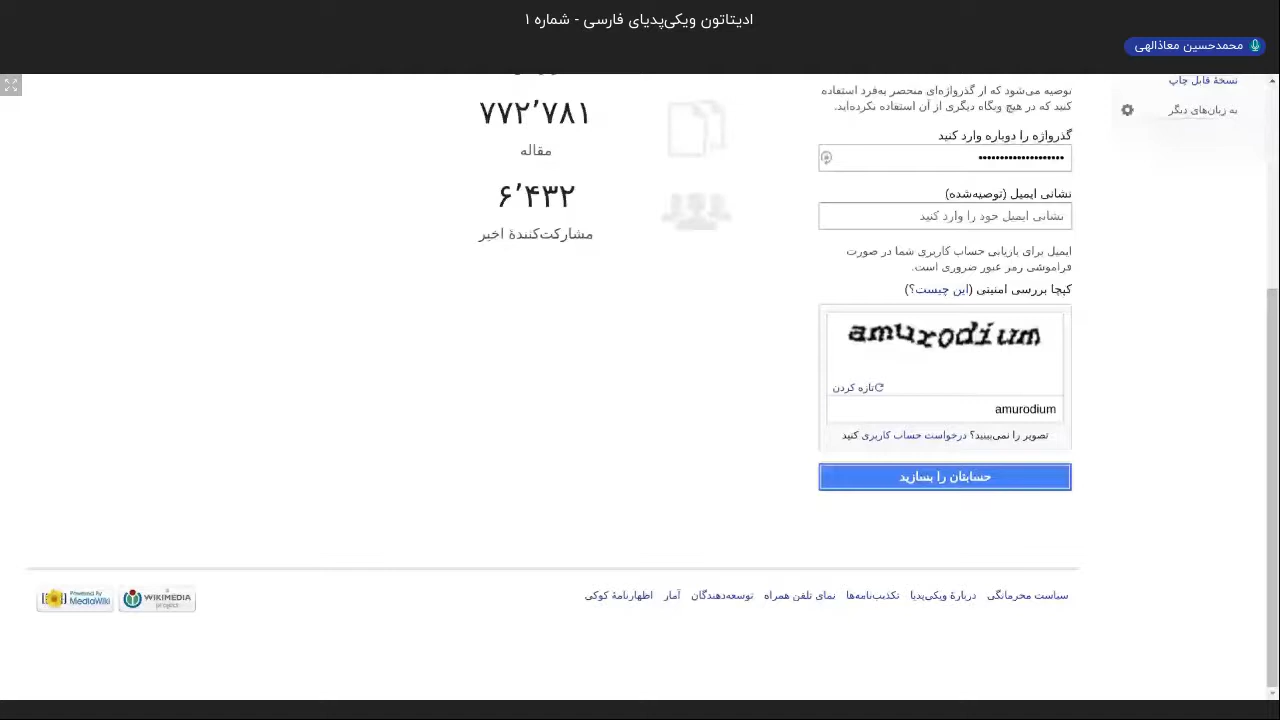 ادیتاتون ویکی‌پدیای فارسی - شماره ۱
محمدحسین معاذالهی
نسخهٔ قابل چاپ
به زبان‌های دیگر
توصیه می‌شود که از گذرواژه‌ای منحصر به‌فرد استفاده
کنید که در هیچ وبگاه دیگری از آن استفاده نکرده‌اید.
گذرواژه را دوباره وارد کنید
••••••••••••••••••••
نشانی ایمیل (توصیه‌شده)
نشانی ایمیل خود را وارد کنید
ایمیل برای بازیابی حساب کاربری شما در صورت
فراموشی رمز عبور ضروری است.
کپچا بررسی امنیتی (این چیست؟)
amurodium
تازه کردن
amurodium
تصویر را نمی‌بینید؟ درخواست حساب کاربری کنید
حسابتان را بسازید
۷۷۲٬۷۸۱
مقاله
۶٬۴۳۲
مشارکت‌کنندهٔ اخیر
سیاست محرمانگی دربارهٔ ویکی‌پدیا تکذیب‌نامه‌ها نمای تلفن همراه توسعه‌دهندگان آمار اظهارنامهٔ کوکی
Powered By MediaWiki
A WIKIMEDIA project